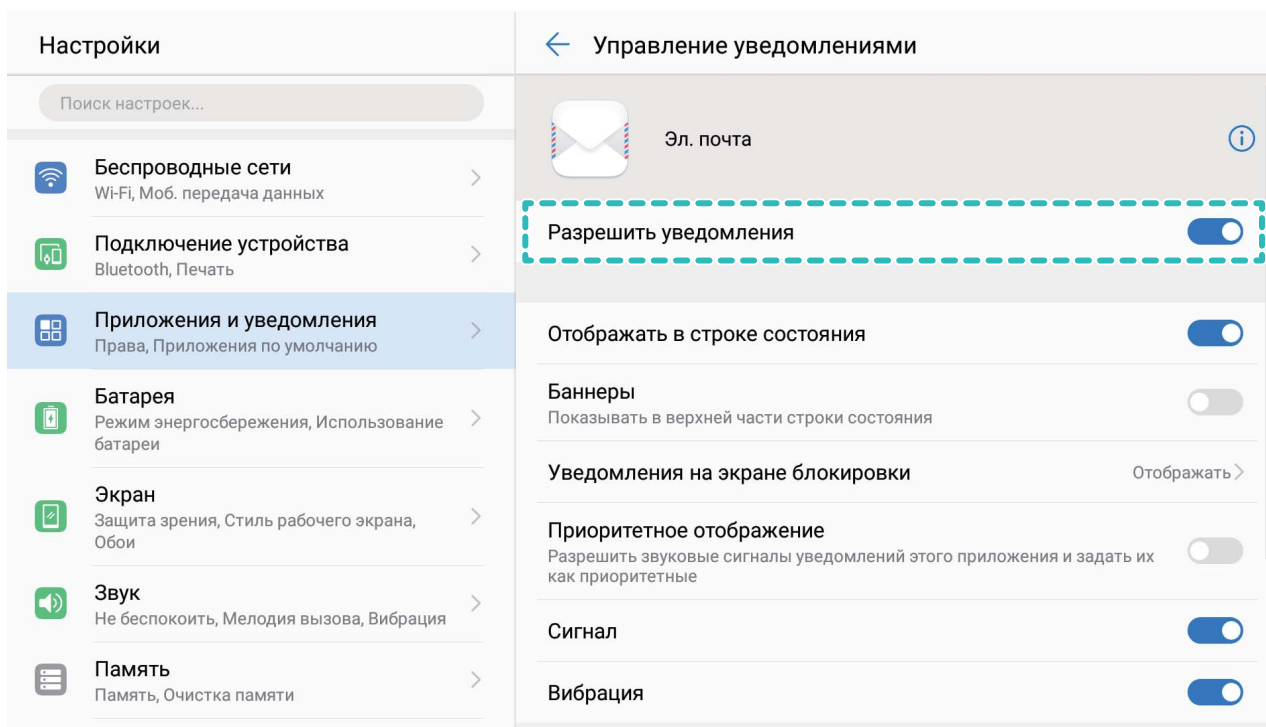 Настройки
Поиск настроек...
Беспроводные сети
Wi-Fi, Моб. передача данных
Подключение устройства
Bluetooth, Печать
Приложения и уведомления
Права, Приложения по умолчанию
Батарея
Режим энергосбережения, Использование
батареи
Экран
Защита зрения, Стиль рабочего экрана,
Обои
Звук
Не беспокоить, Мелодия вызова, Вибрация
Память
Память, Очистка памяти
Управление уведомлениями
Эл. почта
Разрешить уведомления
Отображать в строке состояния
Баннеры
Показывать в верхней части строки состояния
Уведомления на экране блокировки
Отображать
Приоритетное отображение
Разрешить звуковые сигналы уведомлений этого приложения и задать их
как приоритетные
Сигнал
Вибрация